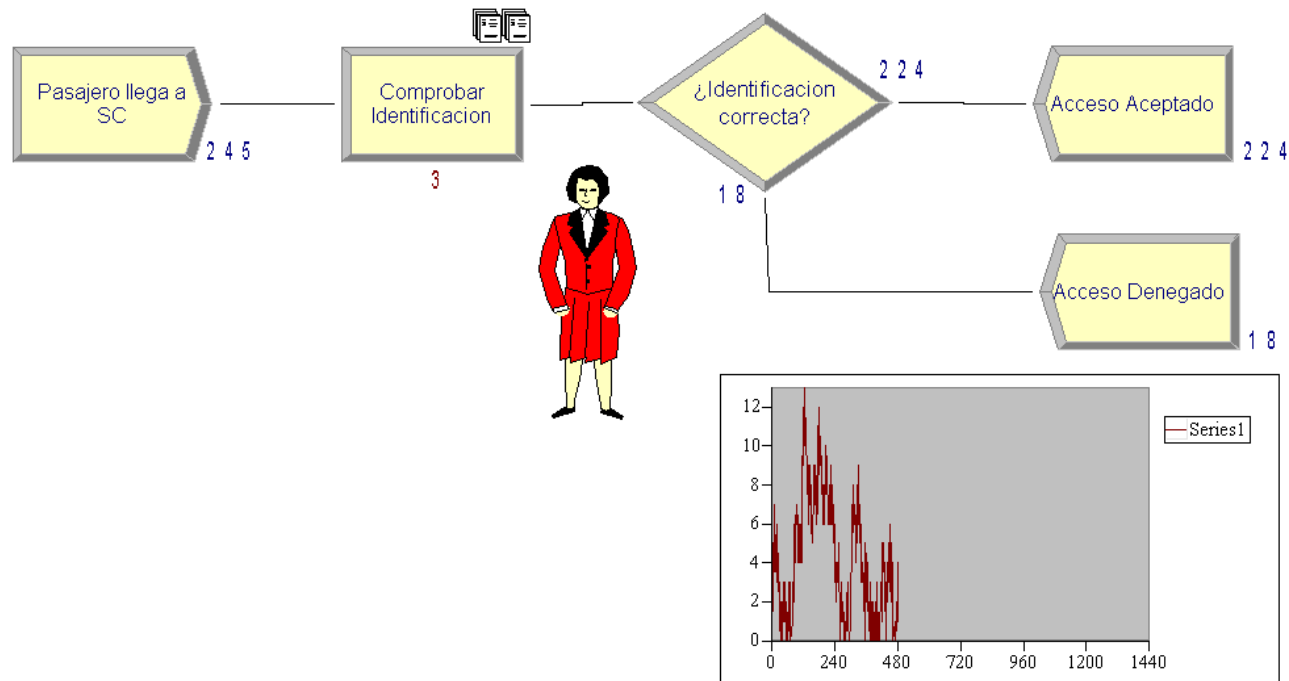 Pasajero llega a
SC
2 4 5
Comprobar
Identificacion
3
¿Identificacion
correcta?
2 2 4
1 8
Acceso Aceptado
2 2 4
Acceso Denegado
1 8
12
10
8
6
4
2
0
0 240 480 720 960 1200 1440
Series1